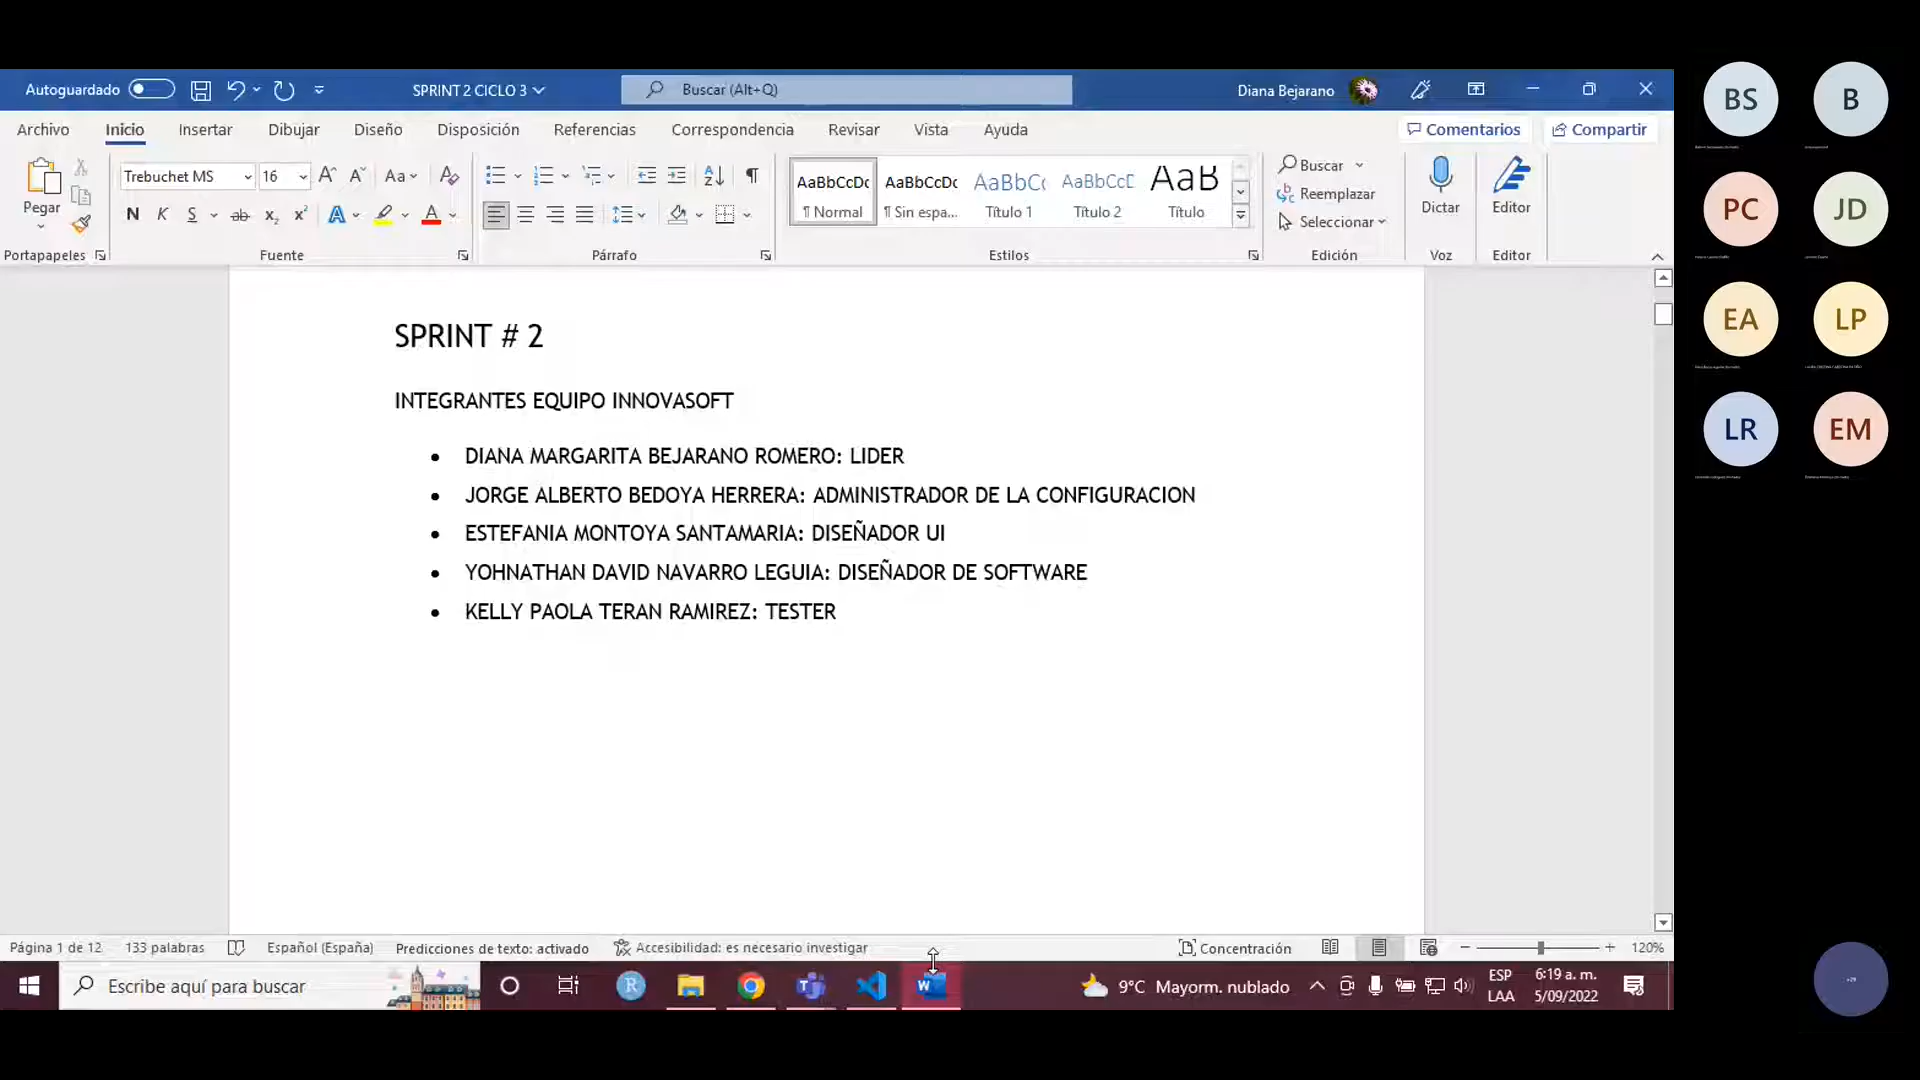 Autoguardado
SPRINT 2 CICLO 3
Buscar (Alt+Q)
Diana Bejarano
Archivo Inicio Insertar Dibujar Diseño Disposición Referencias Correspondencia Revisar Vista Ayuda Comentarios Compartir
Pegar
Portapapeles
Trebuchet MS 16
N K S ab x₂ x² A A
Fuente
Párrafo
AaBbCcDc AaBbCcDc AaBbC AaBbCcD AaB
¶ Normal ¶ Sin espa... Título 1 Título 2 Título
Estilos
Buscar
Reemplazar
Seleccionar
Edición
Dictar
Voz
Editor
Editor
SPRINT # 2
INTEGRANTES EQUIPO INNOVASOFT
• DIANA MARGARITA BEJARANO ROMERO: LIDER
• JORGE ALBERTO BEDOYA HERRERA: ADMINISTRADOR DE LA CONFIGURACION
• ESTEFANIA MONTOYA SANTAMARIA: DISEÑADOR UI
• YOHNATHAN DAVID NAVARRO LEGUIA: DISEÑADOR DE SOFTWARE
• KELLY PAOLA TERAN RAMIREZ: TESTER
Página 1 de 12 133 palabras Español (España) Predicciones de texto: activado Accesibilidad: es necesario investigar Concentración 120%
Escribe aquí para buscar
9°C Mayorm. nublado
ESP
LAA
6:19 a. m.
5/09/2022
BS B
PC JD
EA LP
LR EM